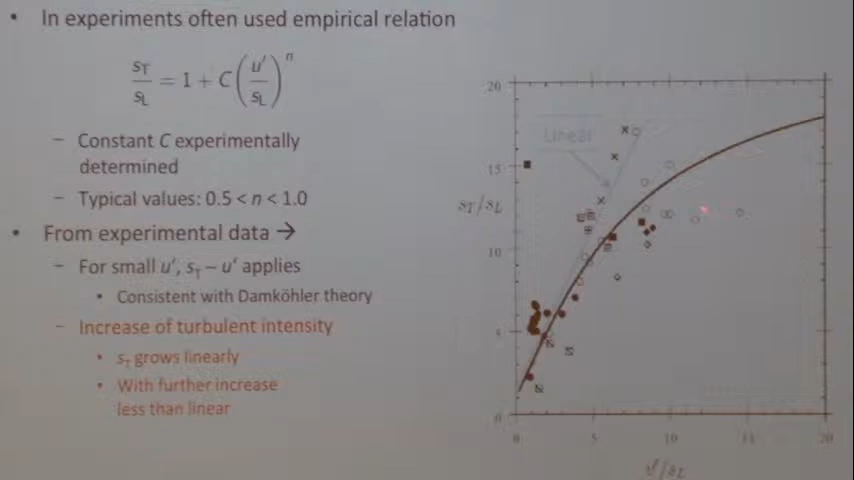 • In experiments often used empirical relation
sT/sL = 1 + C(u′/sL)^n
– Constant C experimentally
determined
– Typical values: 0.5 < n < 1.0
• From experimental data →
– For small u′, sT ~ u′ applies
• Consistent with Damköhler theory
– Increase of turbulent intensity
• sT grows linearly
• With further increase
less than linear
20
Linear
15
sT/sL
10
5
0
0 5 10 15 20
u′/sL